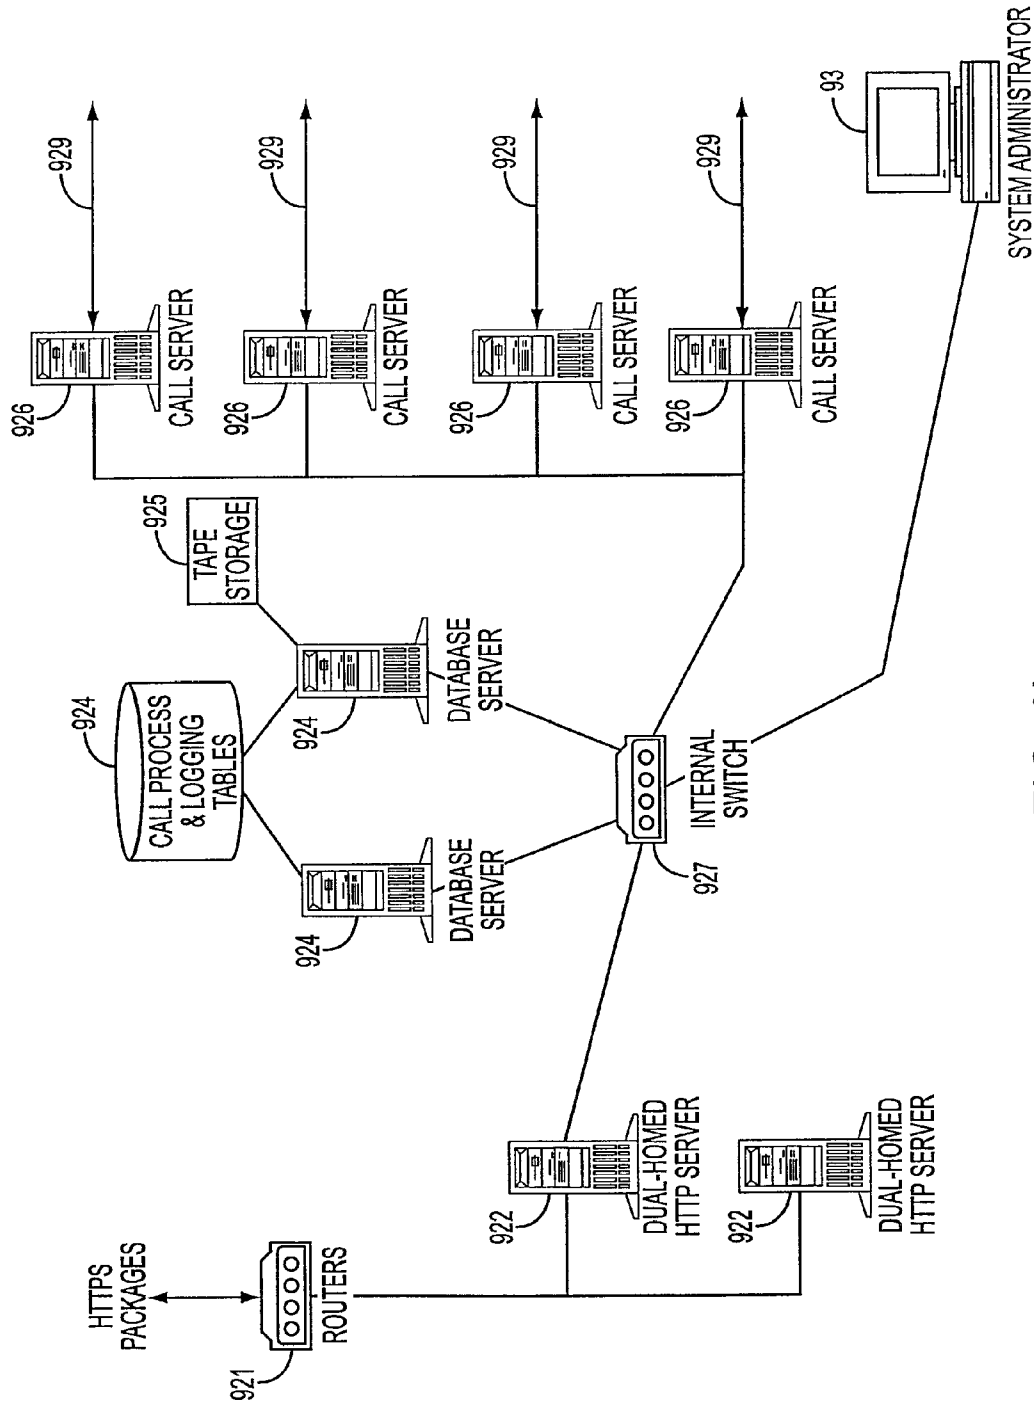 HTTPS
PACKAGES
921
ROUTERS
922
DUAL-HOMED
HTTP SERVER
922
DUAL-HOMED
HTTP SERVER
924
CALL PROCESS
& LOGGING
TABLES
925
TAPE
STORAGE
924
DATABASE
SERVER
924
DATABASE
SERVER
927
INTERNAL
SWITCH
926
CALL SERVER
929
926
CALL SERVER
929
926
CALL SERVER
929
926
CALL SERVER
929
93
SYSTEM ADMINISTRATOR